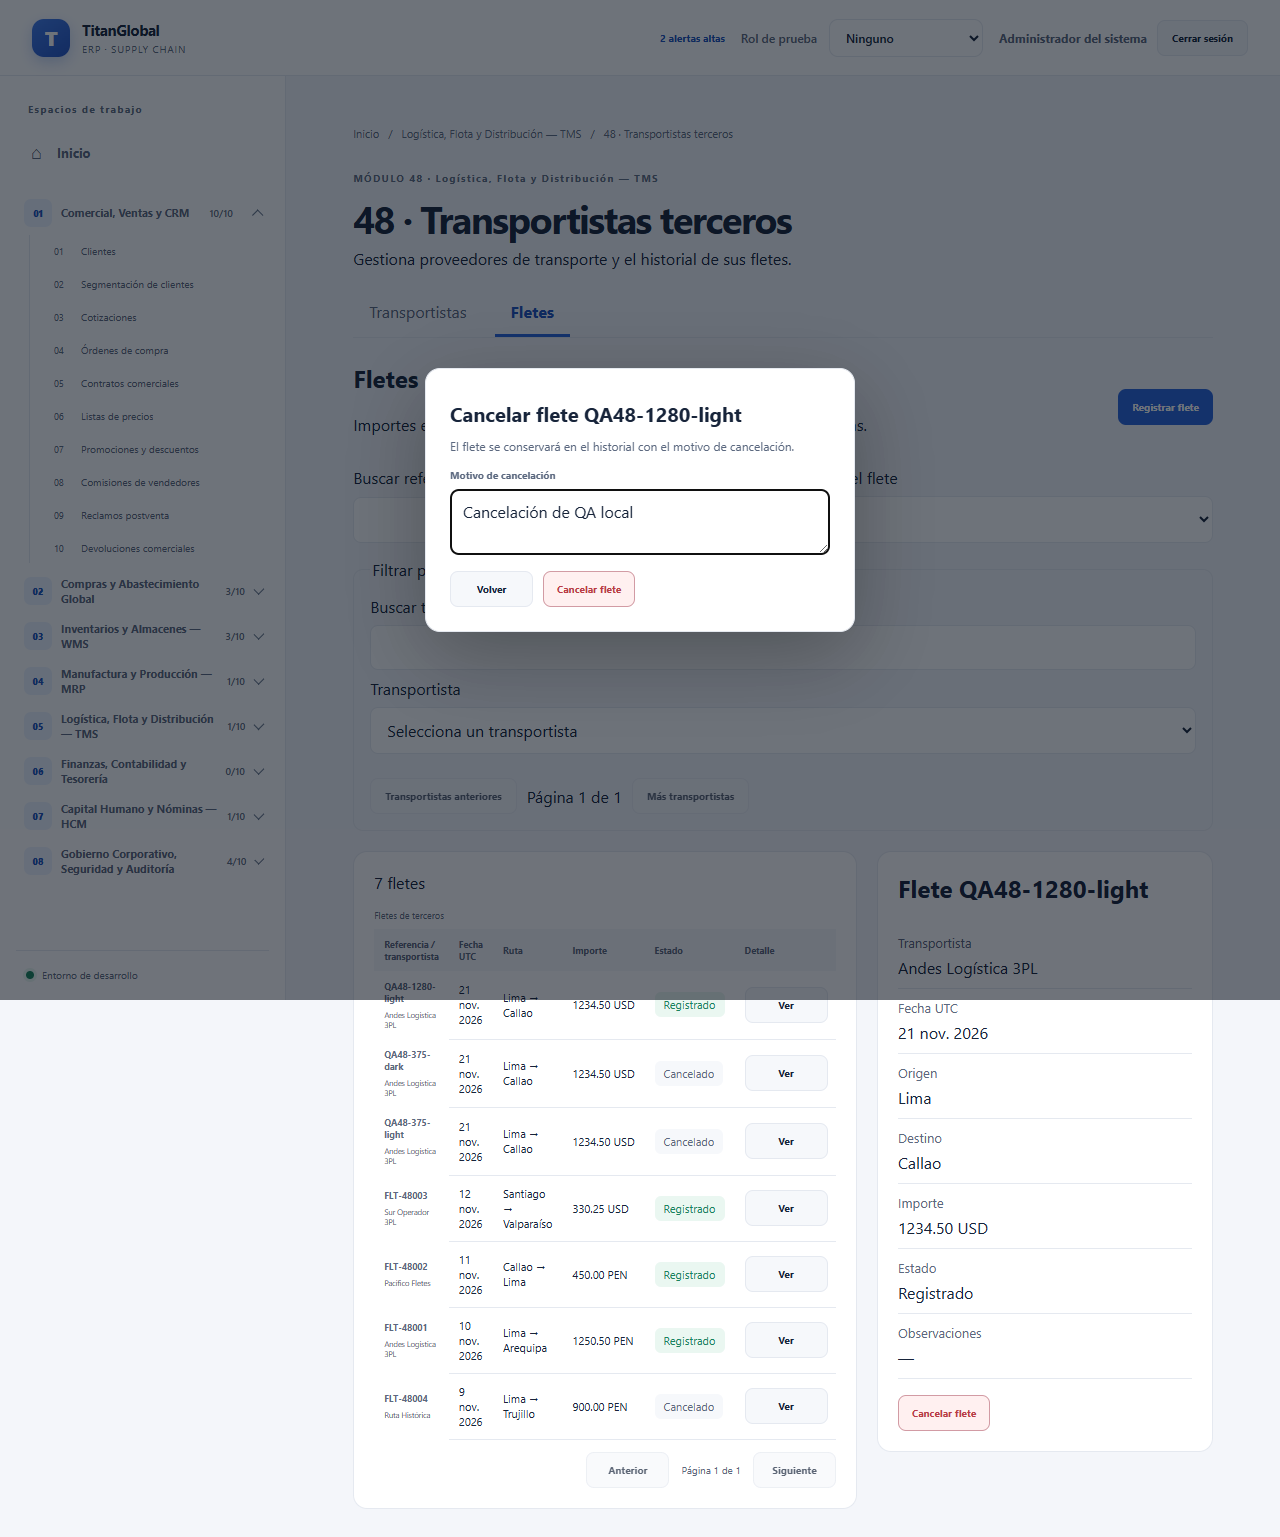 T
TitanGlobal
ERP · SUPPLY CHAIN
2 alertas altas
Rol de prueba
Ninguno
Administrador del sistema
Cerrar sesión
Espacios de trabajo
Inicio
01 Comercial, Ventas y CRM 10/10
01 Clientes
02 Segmentación de clientes
03 Cotizaciones
04 Órdenes de compra
05 Contratos comerciales
06 Listas de precios
07 Promociones y descuentos
08 Comisiones de vendedores
09 Reclamos postventa
10 Devoluciones comerciales
02 Compras y Abastecimiento Global 3/10
03 Inventarios y Almacenes — WMS 3/10
04 Manufactura y Producción — MRP 1/10
05 Logística, Flota y Distribución — TMS 1/10
06 Finanzas, Contabilidad y Tesorería 0/10
07 Capital Humano y Nóminas — HCM 1/10
08 Gobierno Corporativo, Seguridad y Auditoría 4/10
Entorno de desarrollo
Inicio / Logística, Flota y Distribución — TMS / 48 · Transportistas terceros
MÓDULO 48 · Logística, Flota y Distribución — TMS
48 · Transportistas terceros
Gestiona proveedores de transporte y el historial de sus fletes.
Transportistas
Fletes
Fletes
Importes
s.
Registrar flete
Buscar
el flete
Filtrar
Buscar
Transportista
Selecciona un transportista
Transportistas anteriores
Página 1 de 1
Más transportistas
Cancelar flete QA48-1280-light
El flete se conservará en el historial con el motivo de cancelación.
Motivo de cancelación
Cancelación de QA local
Volver
Cancelar flete
7 fletes
Fletes de terceros
Referencia / transportista
Fecha UTC
Ruta
Importe
Estado
Detalle
QA48-1280-light Andes Logística 3PL 21 nov. 2026 Lima → Callao 1234.50 USD Registrado Ver
QA48-375-dark Andes Logística 3PL 21 nov. 2026 Lima → Callao 1234.50 USD Cancelado Ver
QA48-375-light Andes Logística 3PL 21 nov. 2026 Lima → Callao 1234.50 USD Cancelado Ver
FLT-48003 Sur Operador 3PL 12 nov. 2026 Santiago → Valparaíso 330.25 USD Registrado Ver
FLT-48002 Pacífico Fletes 11 nov. 2026 Callao → Lima 450.00 PEN Registrado Ver
FLT-48001 Andes Logística 3PL 10 nov. 2026 Lima → Arequipa 1250.50 PEN Registrado Ver
FLT-48004 Ruta Histórica 9 nov. 2026 Lima → Trujillo 900.00 PEN Cancelado Ver
Anterior
Página 1 de 1
Siguiente
Flete QA48-1280-light
Transportista
Andes Logística 3PL
Fecha UTC
21 nov. 2026
Origen
Lima
Destino
Callao
Importe
1234.50 USD
Estado
Registrado
Observaciones
—
Cancelar flete